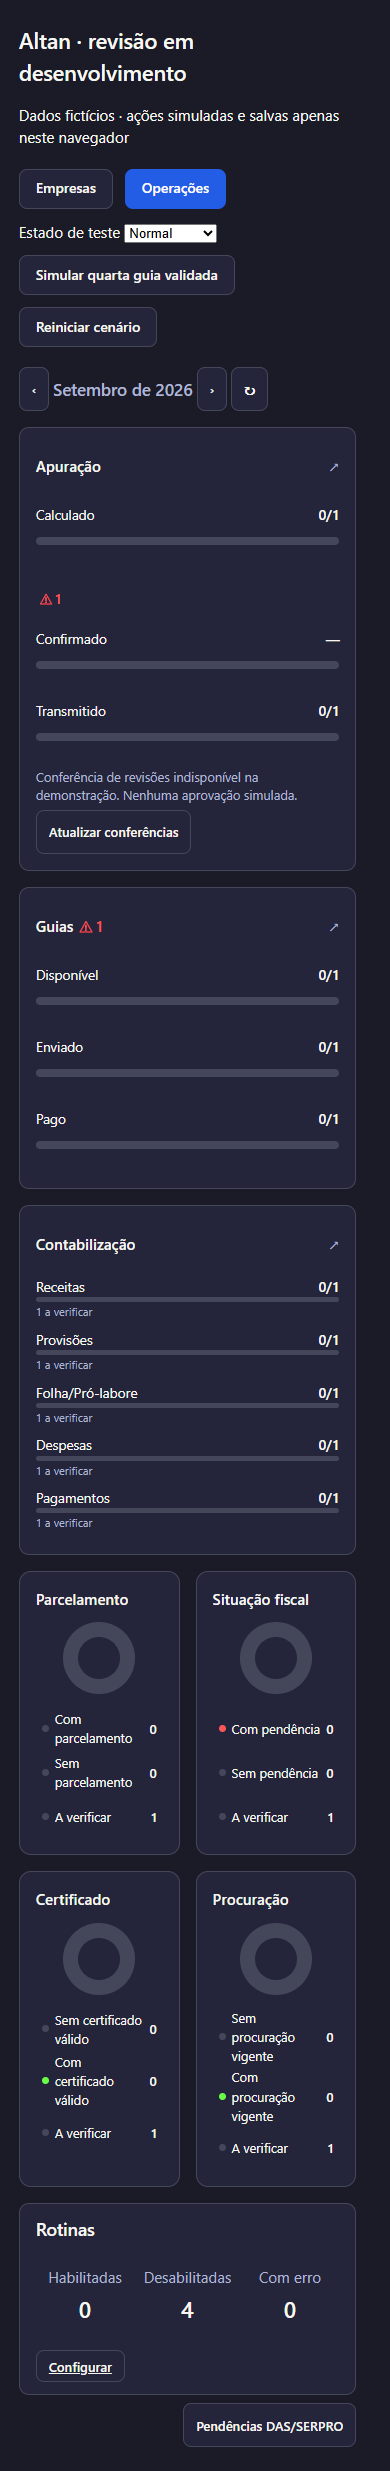 Altan · revisão em
desenvolvimento
Dados fictícios · ações simuladas e salvas apenas
neste navegador
Empresas
Operações
Estado de teste Normal
Simular quarta guia validada
Reiniciar cenário
‹ Setembro de 2026 › ↻
Apuração ↗
Calculado 0/1
⚠ 1
Confirmado —
Transmitido 0/1
Conferência de revisões indisponível na
demonstração. Nenhuma aprovação simulada.
Atualizar conferências
Guias ⚠ 1 ↗
Disponível 0/1
Enviado 0/1
Pago 0/1
Contabilização ↗
Receitas 0/1
1 a verificar
Provisões 0/1
1 a verificar
Folha/Pró-labore 0/1
1 a verificar
Despesas 0/1
1 a verificar
Pagamentos 0/1
1 a verificar
Parcelamento
Com
parcelamento 0
Sem
parcelamento 0
A verificar 1
Situação fiscal
Com pendência 0
Sem pendência 0
A verificar 1
Certificado
Sem certificado
válido 0
Com
certificado 0
válido
A verificar 1
Procuração
Sem
procuração 0
vigente
Com
procuração 0
vigente
A verificar 1
Rotinas
Habilitadas Desabilitadas Com erro
0 4 0
Configurar
Pendências DAS/SERPRO